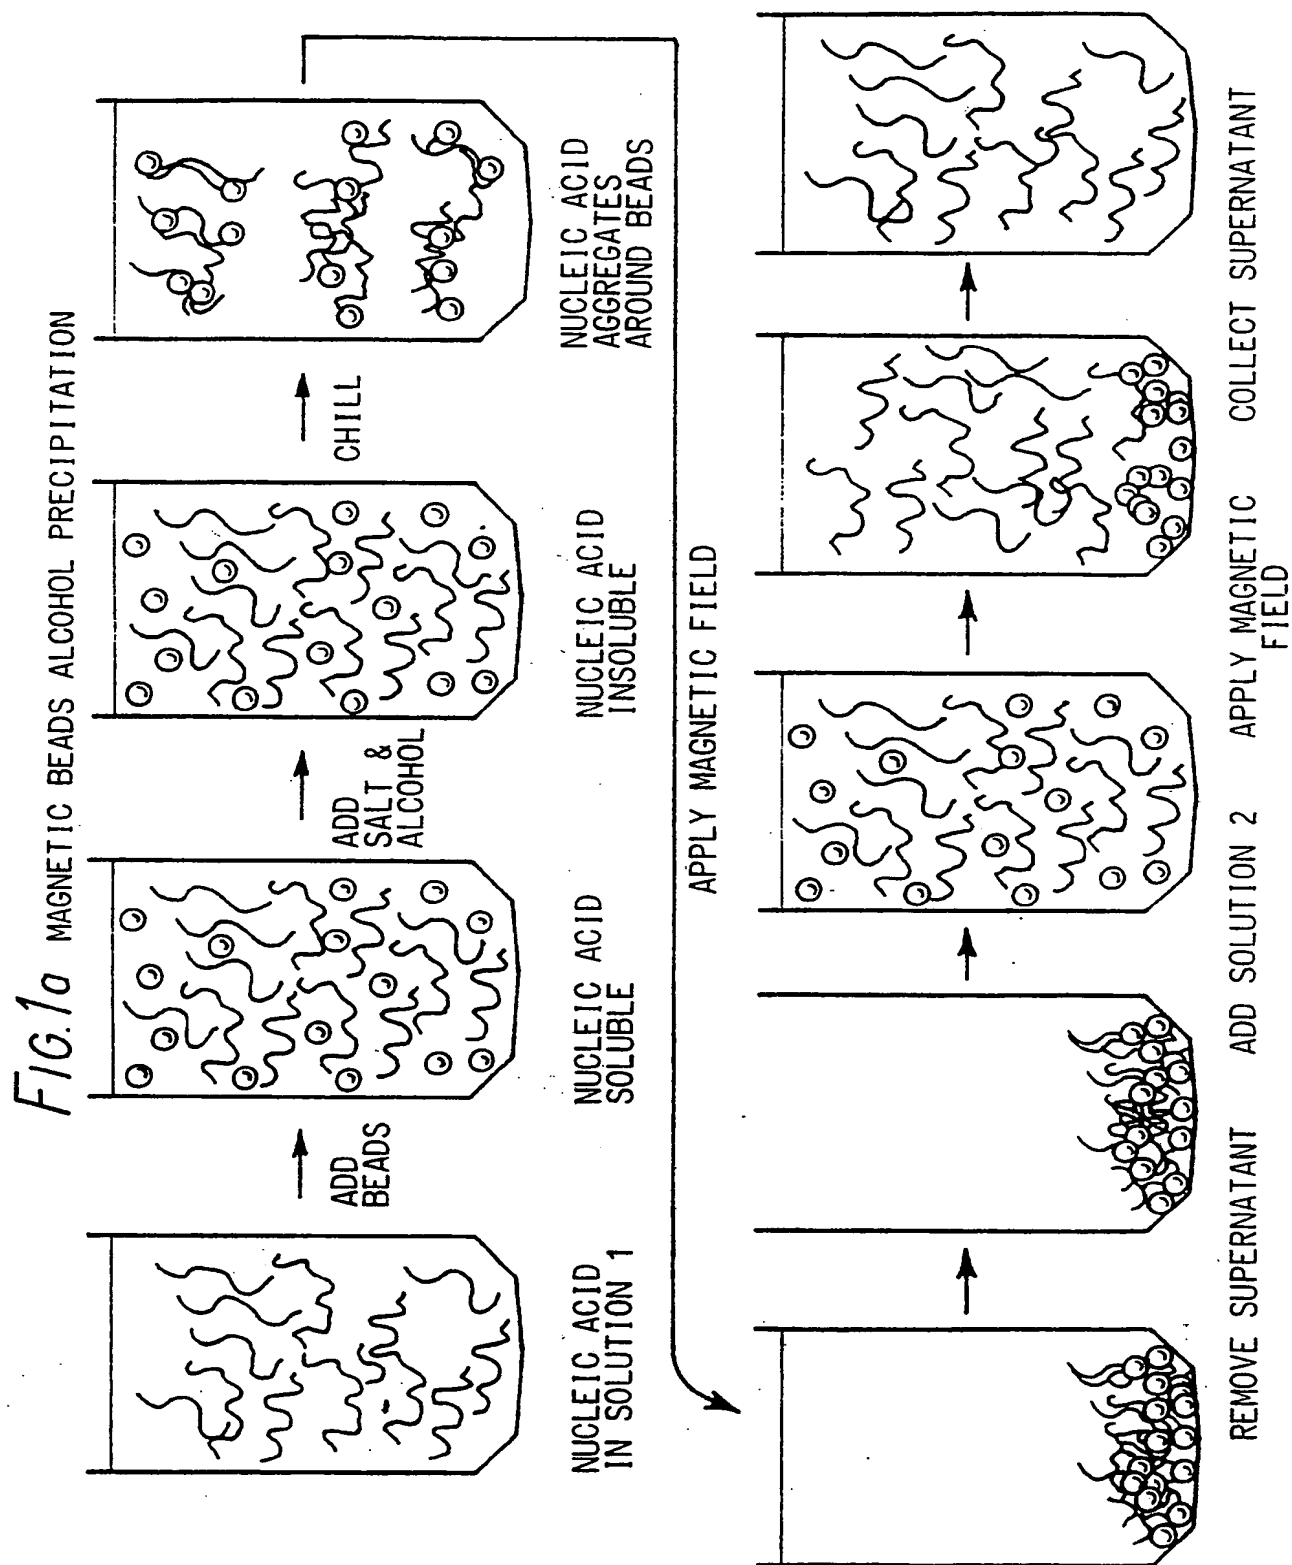 FIG.1a MAGNETIC BEADS ALCOHOL PRECIPITATION
ADD
BEADS
ADD
SALT &
ALCOHOL
CHILL
NUCLEIC ACID
IN SOLUTION 1
NUCLEIC ACID
SOLUBLE
NUCLEIC ACID
INSOLUBLE
NUCLEIC ACID
AGGREGATES
AROUND BEADS
APPLY MAGNETIC FIELD
REMOVE SUPERNATANT
ADD SOLUTION 2
APPLY MAGNETIC
FIELD
COLLECT SUPERNATANT